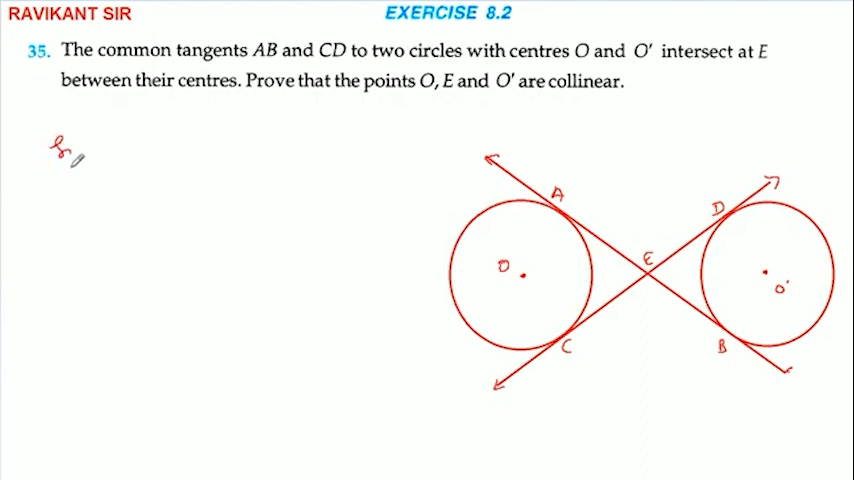 RAVIKANT SIR
EXERCISE 8.2
35. The common tangents AB and CD to two circles with centres O and O' intersect at E
between their centres. Prove that the points O, E and O' are collinear.
A
D
E
O
O'
C
B